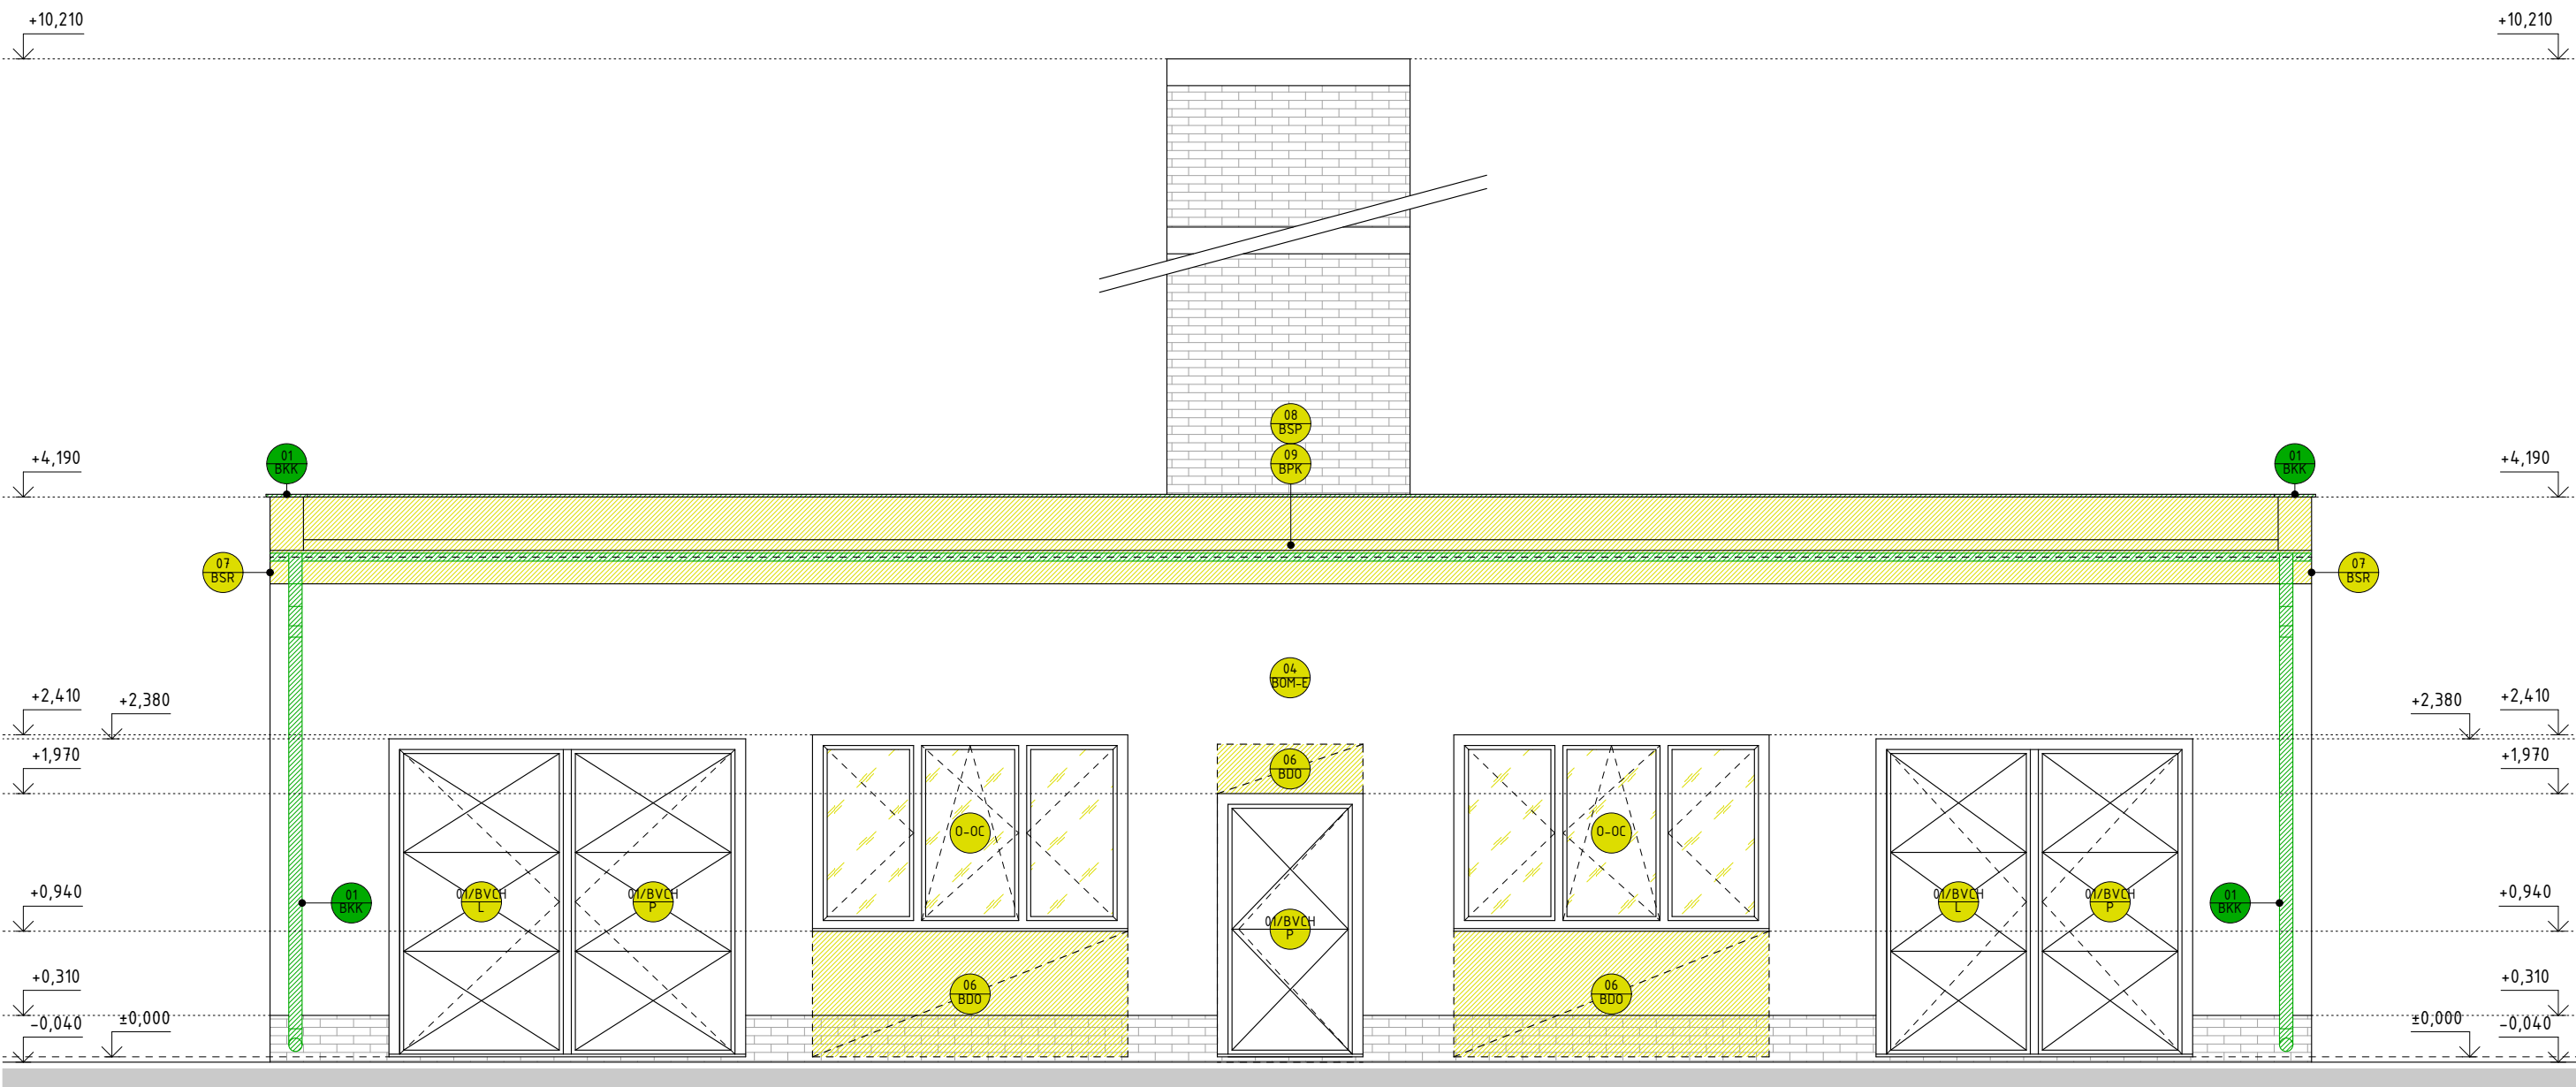 +10,210
+10,210
08
BSP
+4,190
01
BKK
09
BPK
01
BKK
+4,190
07
BSR
07
BSR
04
BOM-E
+2,410
+2,380
+2,380
+2,410
+1,970
06
BDO
+1,970
O-OC
O-OC
+0,940
01
BKK
01/BVCH
L
01/BVCH
P
01/BVCH
P
01/BVCH
L
01/BVCH
P
01
BKK
+0,940
+0,310
06
BDO
06
BDO
+0,310
-0,040
±0,000
±0,000
-0,040